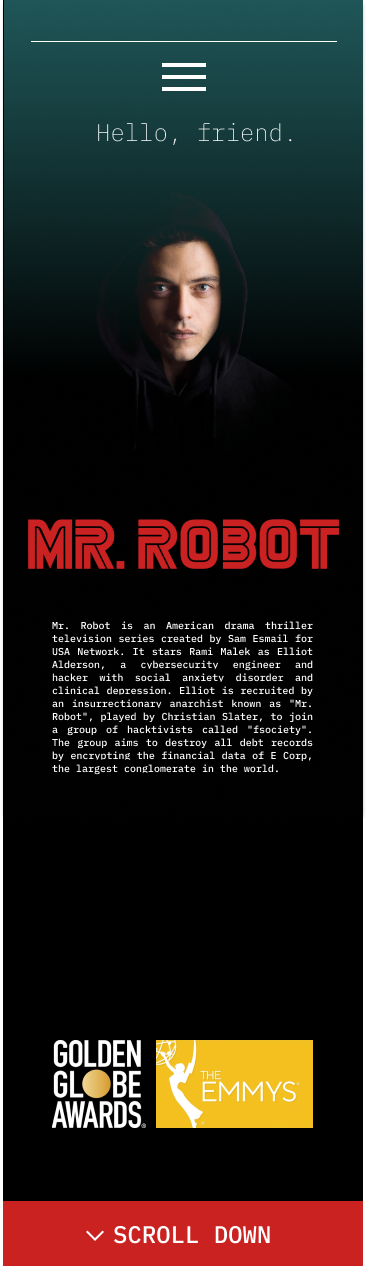 Hello, friend.
MR. ROBOT
Mr. Robot is an American drama thriller
television series created by Sam Esmail for
USA Network. It stars Rami Malek as Elliot
Alderson, a cybersecurity engineer and
hacker with social anxiety disorder and
clinical depression. Elliot is recruited by
an insurrectionary anarchist known as "Mr.
Robot", played by Christian Slater, to join
a group of hacktivists called "fsociety".
The group aims to destroy all debt records
by encrypting the financial data of E Corp,
the largest conglomerate in the world.
GOLDEN
GLOBE
AWARDS®
THE
EMMYS
SCROLL DOWN